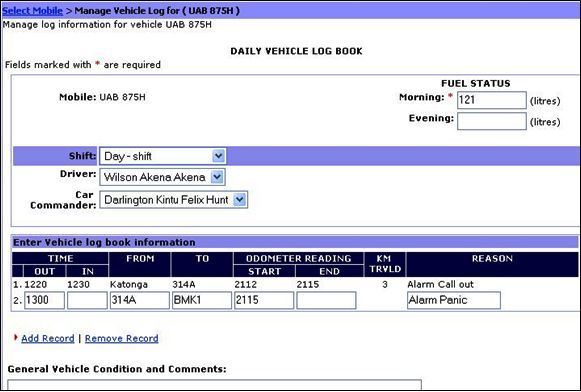 Select Mobile > Manage Vehicle Log for ( UAB 875H )
Manage log information for vehicle UAB 875H
DAILY VEHICLE LOG BOOK
Fields marked with * are required
FUEL STATUS
Mobile: UAB 875H Morning: * 121 (litres)
Evening: (litres)
Shift: Day - shift
Driver: Wilson Akena Akena
Car
Commander: Darlington Kintu Felix Hunt
Enter Vehicle log book information
TIME FROM TO ODOMETER READING KM TRVLD REASON
OUT IN START END
1. 1220 1230 Katonga 314A 2112 2115 3 Alarm Call out
2. 1300 314A BMK1 2115 Alarm Panic
Add Record | Remove Record
General Vehicle Condition and Comments: